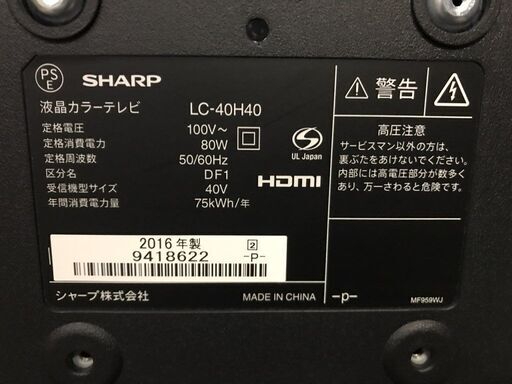 PS
E
SHARP
液晶カラーテレビ LC-40H40
定格電圧 100V～
定格消費電力 80W
定格周波数 50/60Hz
区分名 DF1
受信機型サイズ 40V
年間消費電力量 75kWh/年
S
UL Japan
HDMI
2016年製 2
9418622 -P-
シャープ株式会社 MADE IN CHINA
警告
高圧注意
サービスマン以外の方は、
裏ぶたをあけないでください。
内部には高電圧部分が数多く
あり、万一さわると危険です。
-p-
MF959WJ